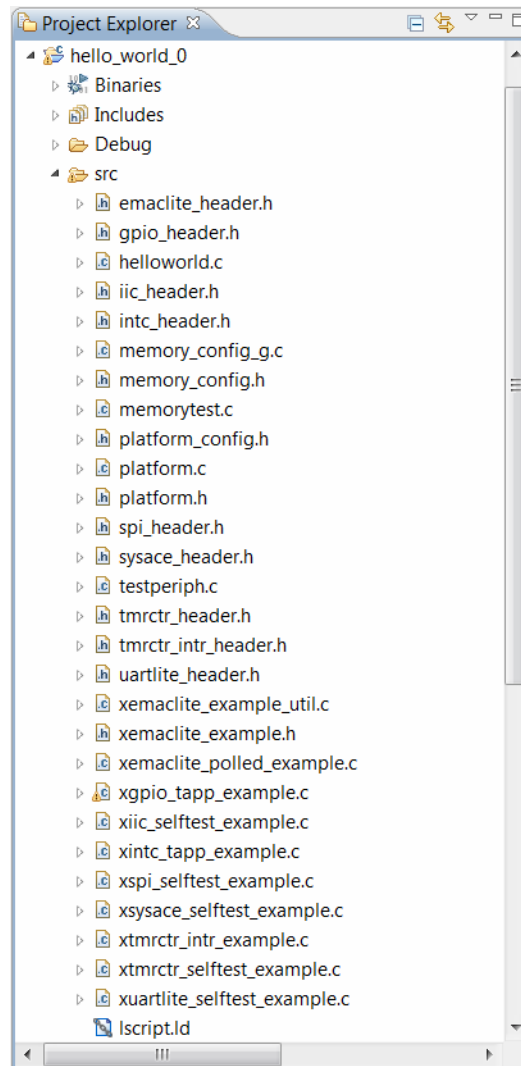 Project Explorer
hello_world_0
Binaries
Includes
Debug
src
emaclite_header.h
gpio_header.h
helloworld.c
iic_header.h
intc_header.h
memory_config_g.c
memory_config.h
memorytest.c
platform_config.h
platform.c
platform.h
spi_header.h
sysace_header.h
testperiph.c
tmrctr_header.h
tmrctr_intr_header.h
uartlite_header.h
xemaclite_example_util.c
xemaclite_example.h
xemaclite_polled_example.c
xgpio_tapp_example.c
xiic_selftest_example.c
xintc_tapp_example.c
xspi_selftest_example.c
xsysace_selftest_example.c
xtmrctr_intr_example.c
xtmrctr_selftest_example.c
xuartlite_selftest_example.c
lscript.ld